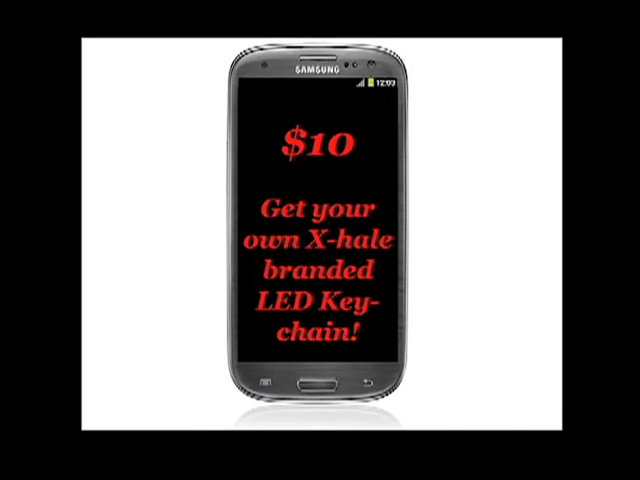 SAMSUNG
12:03
$10
Get your
own X-hale
branded
LED Key-
chain!